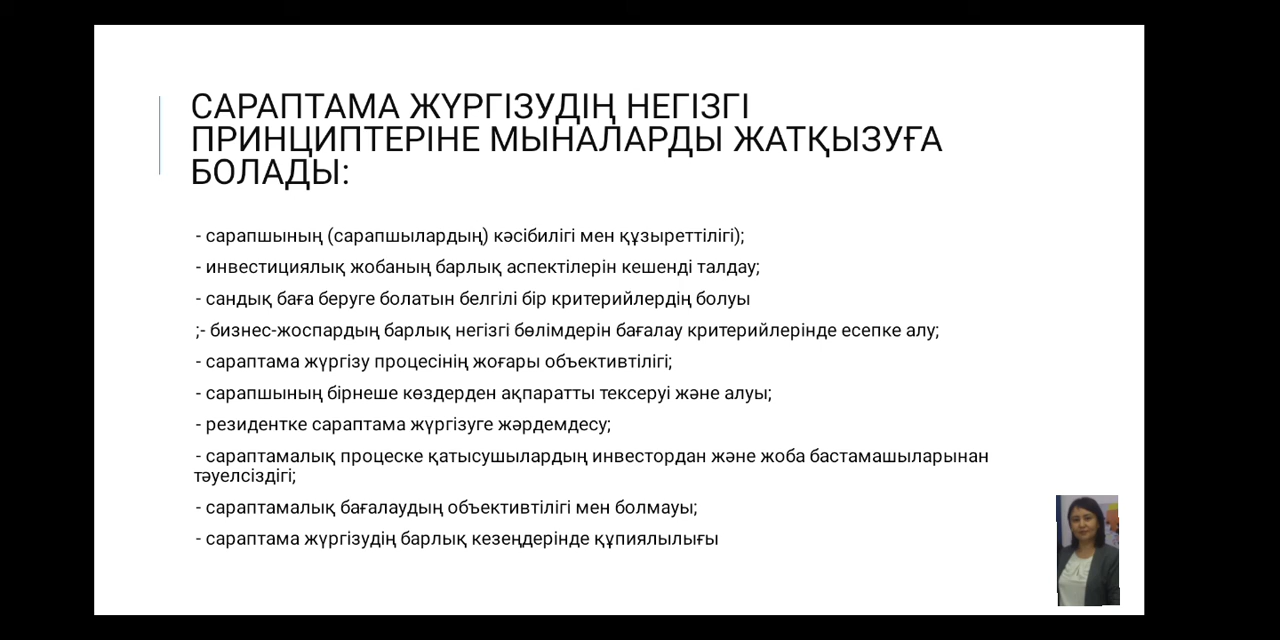 САРАПТАМА ЖҮРГІЗУДІҢ НЕГІЗГІ
ПРИНЦИПТЕРІНЕ МЫНАЛАРДЫ ЖАТҚЫЗУҒА
БОЛАДЫ:
- сарапшының (сарапшылардың) кәсібилігі мен құзыреттілігі);
- инвестициялық жобаның барлық аспектілерін кешенді талдау;
- сандық баға беруге болатын белгілі бір критерийлердің болуы
;- бизнес-жоспардың барлық негізгі бөлімдерін бағалау критерийлерінде есепке алу;
- сараптама жүргізу процесінің жоғары объективтілігі;
- сарапшының бірнеше көздерден ақпаратты тексеруі және алуы;
- резидентке сараптама жүргізуге жәрдемдесу;
- сараптамалық процеске қатысушылардың инвестордан және жоба бастамашыларынан
тәуелсіздігі;
- сараптамалық бағалаудың объективтілігі мен болмауы;
- сараптама жүргізудің барлық кезеңдерінде құпиялылығы